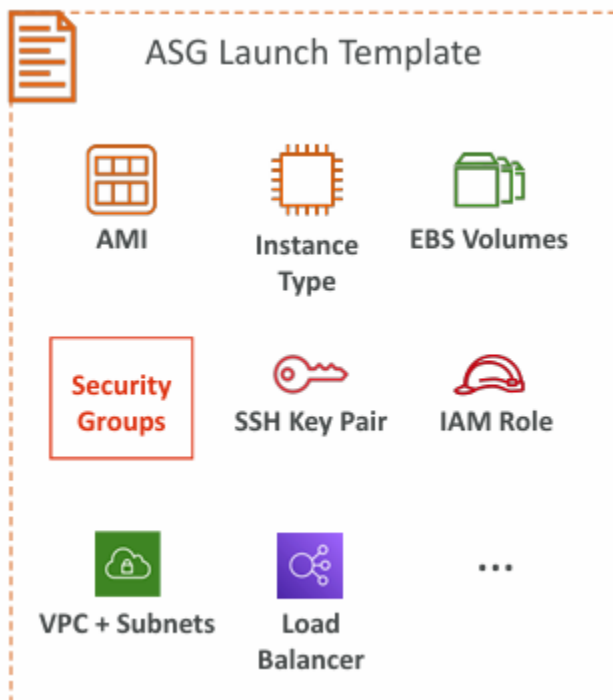 ASG Launch Template
AMI
Instance
Type
EBS Volumes
Security
Groups
SSH Key Pair
IAM Role
VPC + Subnets
Load
Balancer
...